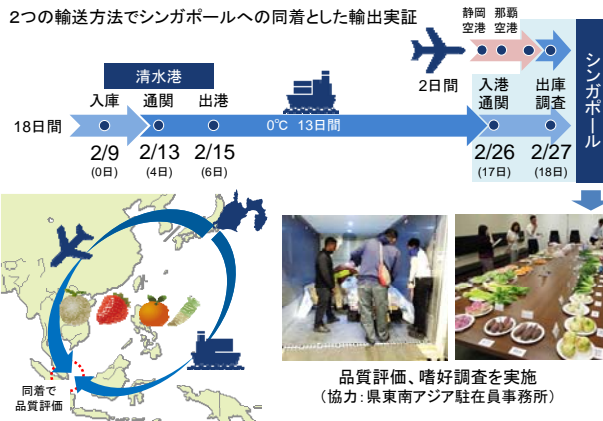 2つの輸送方法でシンガポールへの同着とした輸出実証
静岡 那覇
空港 空港
2日間
清水港
入庫 通関 出港
18日間
0℃ 13日間
入港 出庫
通関 調査
2/9 2/13 2/15 2/26 2/27
(0日) (4日) (6日) (17日) (18日)
シンガポール
同着で
品質評価
品質評価、嗜好調査を実施
(協力:県東南アジア駐在員事務所)